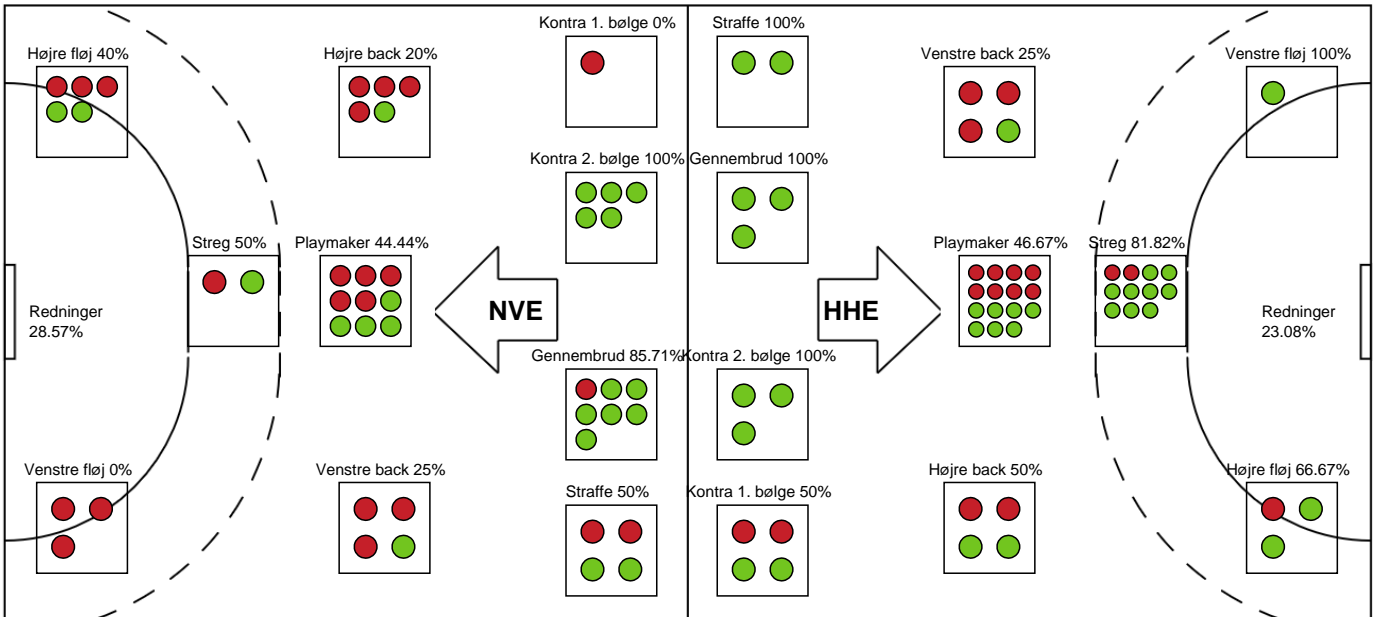 Kontra 1. bølge 0%
Straffe 100%
Højre fløj 40%
Højre back 20%
Venstre back 25%
Venstre fløj 100%
Kontra 2. bølge 100%
Gennembrud 100%
Streg 50%
Playmaker 44.44%
Playmaker 46.67%
Streg 81.82%
Redninger
28.57%
NVE
HHE
Redninger
23.08%
Gennembrud 85.71%
Kontra 2. bølge 100%
Venstre fløj 0%
Venstre back 25%
Straffe 50%
Kontra 1. bølge 50%
Højre back 50%
Højre fløj 66.67%